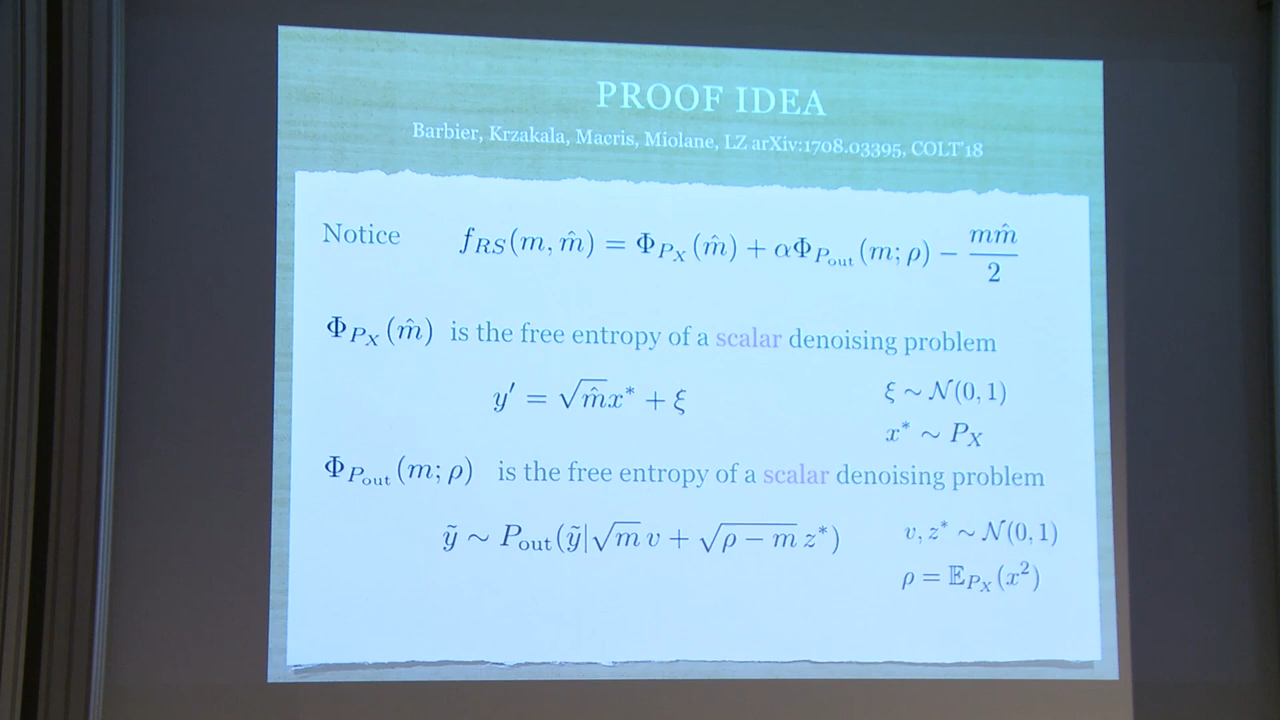 PROOF IDEA
Barbier, Krzakala, Macris, Miolane, LZ arXiv:1708.03395, COLT'18
Notice $f_{RS}(m, \hat{m}) = \Phi_{P_X}(\hat{m}) + \alpha \Phi_{P_{\text{out}}}(m; \rho) - \frac{m\hat{m}}{2}$
$\Phi_{P_X}(\hat{m})$ is the free entropy of a scalar denoising problem
$y' = \sqrt{\hat{m}} x^* + \xi$ $\xi \sim \mathcal{N}(0, 1)$
$x^* \sim P_X$
$\Phi_{P_{\text{out}}}(m; \rho)$ is the free entropy of a scalar denoising problem
$\tilde{y} \sim P_{\text{out}}(\tilde{y} | \sqrt{m}\, v + \sqrt{\rho - m}\, z^*)$ $v, z^* \sim \mathcal{N}(0, 1)$
$\rho = \mathbb{E}_{P_X}(x^2)$